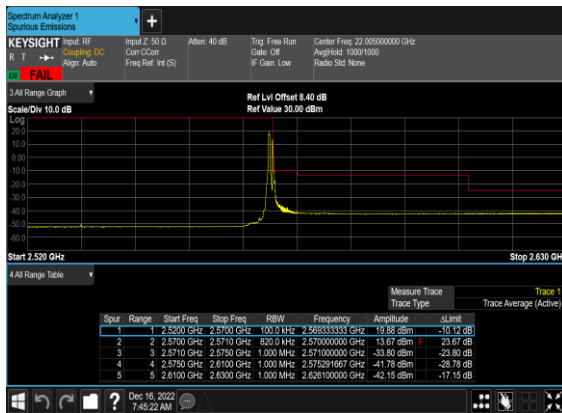 Spectrum Analyzer 1
Spurious Emissions
+
KEYSIGHT Input: RF Input Z: 50 Ω Atten: 40 dB Trig: Free Run Center Freq: 22.005000000 GHz
Coupling: DC Corr CCorr Gate: Off Avg|Hold: 1000/1000
R T Align: Auto Freq Ref: Int (S) IF Gain: Low Radio Std: None
LW FAIL
3 All Range Graph
Ref Lvl Offset 8.40 dB
Scale/Div 10.0 dB Ref Value 30.00 dBm
Log
20.0
10.0
0.00
-10.0
-20.0
-30.0
-40.0
-50.0
-60.0
Start 2.520 GHz Stop 2.630 GH
4 All Range Table
Measure Trace Trace 1
Trace Type Trace Average (Active)
Spur Range Start Freq Stop Freq RBW Frequency Amplitude ΔLimit
1 1 2.5200 GHz 2.5700 GHz 100.0 kHz 2.569333333 GHz 19.88 dBm -10.12 dB
2 2 2.5700 GHz 2.5710 GHz 820.0 kHz 2.570000000 GHz 13.67 dBm F 23.67 dB
3 3 2.5710 GHz 2.5750 GHz 1.000 MHz 2.571000000 GHz -33.80 dBm -23.80 dB
4 4 2.5750 GHz 2.6100 GHz 1.000 MHz 2.575291667 GHz -41.78 dBm -28.78 dB
5 5 2.6100 GHz 2.6300 GHz 1.000 MHz 2.626100000 GHz -42.15 dBm -17.15 dB
? Dec 16, 2022
7:45:22 AM